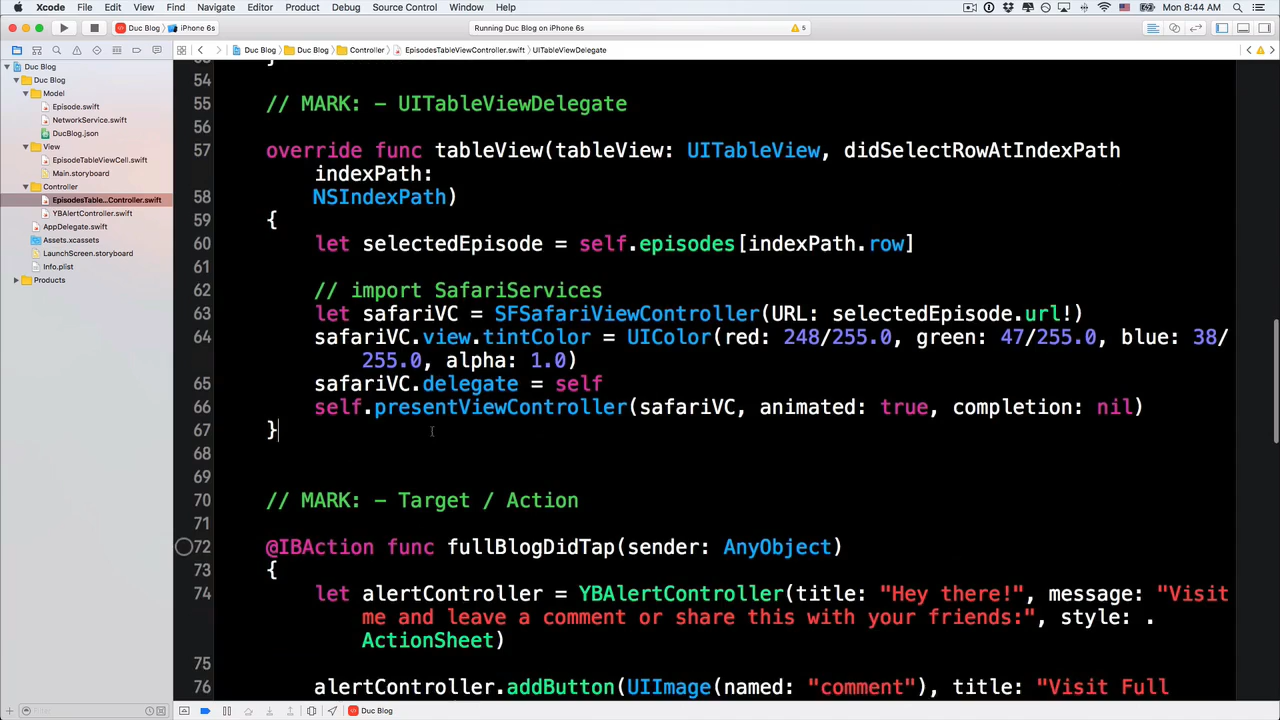 Xcode File Edit View Find Navigate Editor Product Debug Source Control Window Help Mon 8:44 AM
Duc Blog iPhone 6s Running Duc Blog on iPhone 6s 5
Duc Blog Duc Blog Controller EpisodesTableViewController.swift UITableViewDelegate
Duc Blog
Duc Blog
Model
Episode.swift
NetworkService.swift
DucBlog.json
View
EpisodeTableViewCell.swift
Main.storyboard
Controller
EpisodesTable...Controller.swift
YBAlertController.swift
AppDelegate.swift
Assets.xcassets
LaunchScreen.storyboard
Info.plist
Products
}
54
55 // MARK: - UITableViewDelegate
56
57 override func tableView(tableView: UITableView, didSelectRowAtIndexPath
indexPath:
58 NSIndexPath)
59 {
60 let selectedEpisode = self.episodes[indexPath.row]
61
62 // import SafariServices
63 let safariVC = SFSafariViewController(URL: selectedEpisode.url!)
64 safariVC.view.tintColor = UIColor(red: 248/255.0, green: 47/255.0, blue: 38/
255.0, alpha: 1.0)
65 safariVC.delegate = self
66 self.presentViewController(safariVC, animated: true, completion: nil)
67 }
68
69
70 // MARK: - Target / Action
71
72 @IBAction func fullBlogDidTap(sender: AnyObject)
73 {
74 let alertController = YBAlertController(title: "Hey there!", message: "Visit
me and leave a comment or share this with your friends:", style: .
ActionSheet)
75
76 alertController.addButton(UIImage(named: "comment"), title: "Visit Full
Filter
Duc Blog